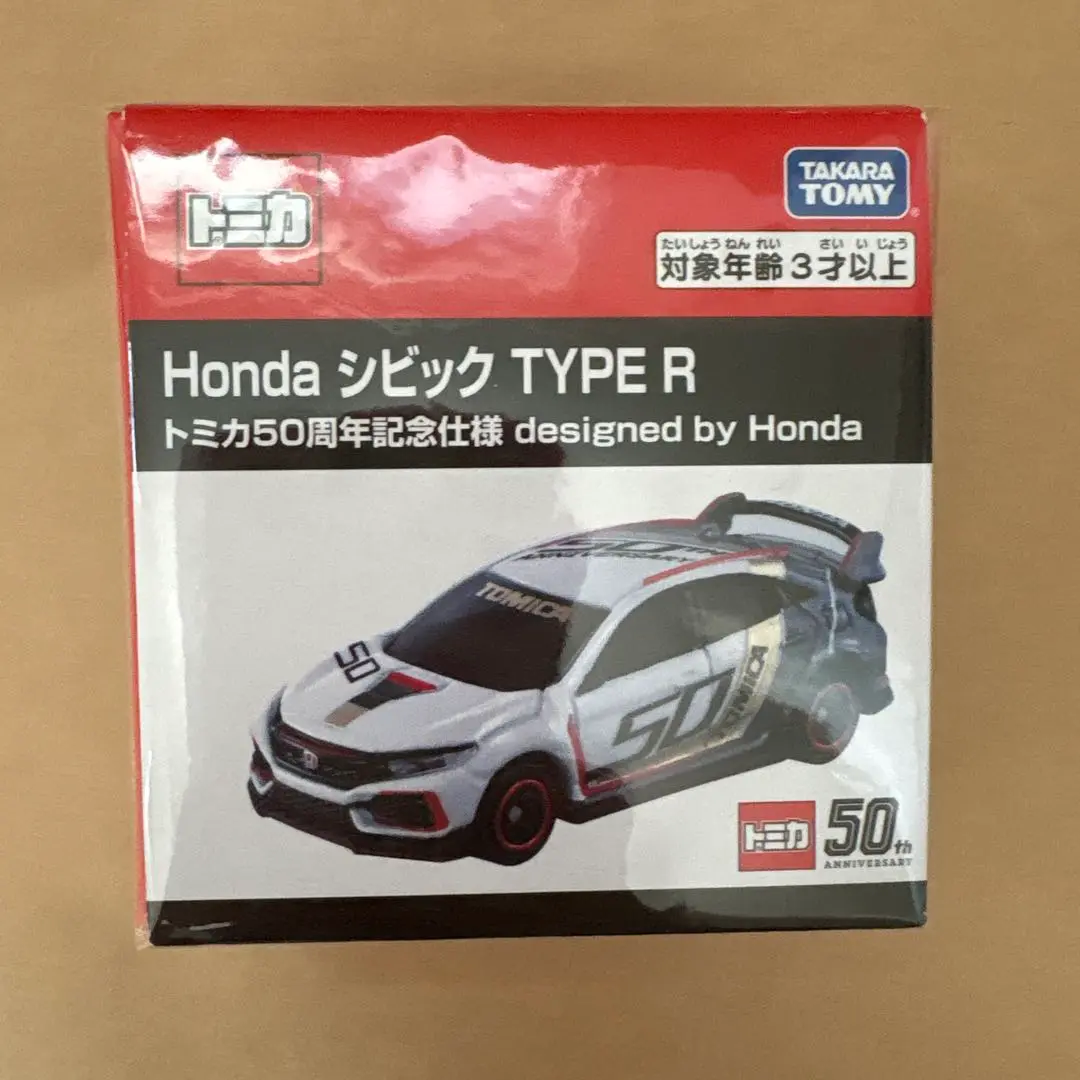 トミカ
TAKARA
TOMY
たいしょうねんれい さいいじょう
対象年齢3才以上
Honda シビック TYPE R
トミカ50周年記念仕様 designed by Honda
50TH
ANNIVERSARY
TOMICA
50
50
TOMICA
トミカ 50th
ANNIVERSARY